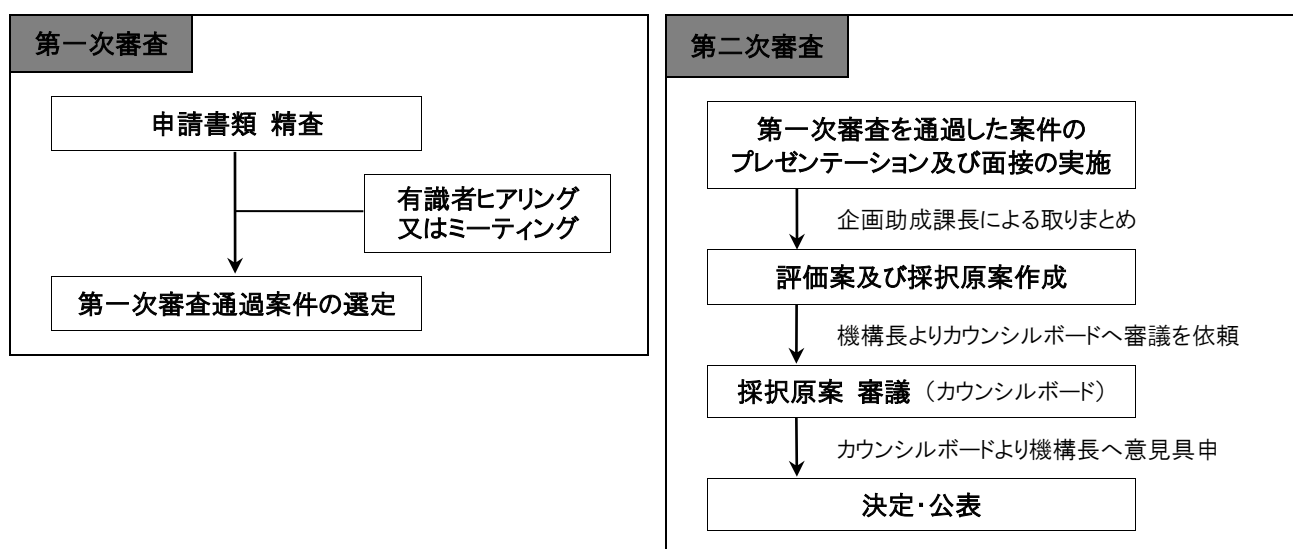 第一次審査
申請書類 精査
有識者ヒアリング
又はミーティング
第一次審査通過案件の選定
第二次審査
第一次審査を通過した案件の
プレゼンテーション及び面接の実施
企画助成課長による取りまとめ
評価案及び採択原案作成
機構長よりカウンシルボードへ審議を依頼
採択原案 審議（カウンシルボード）
カウンシルボードより機構長へ意見具申
決定・公表